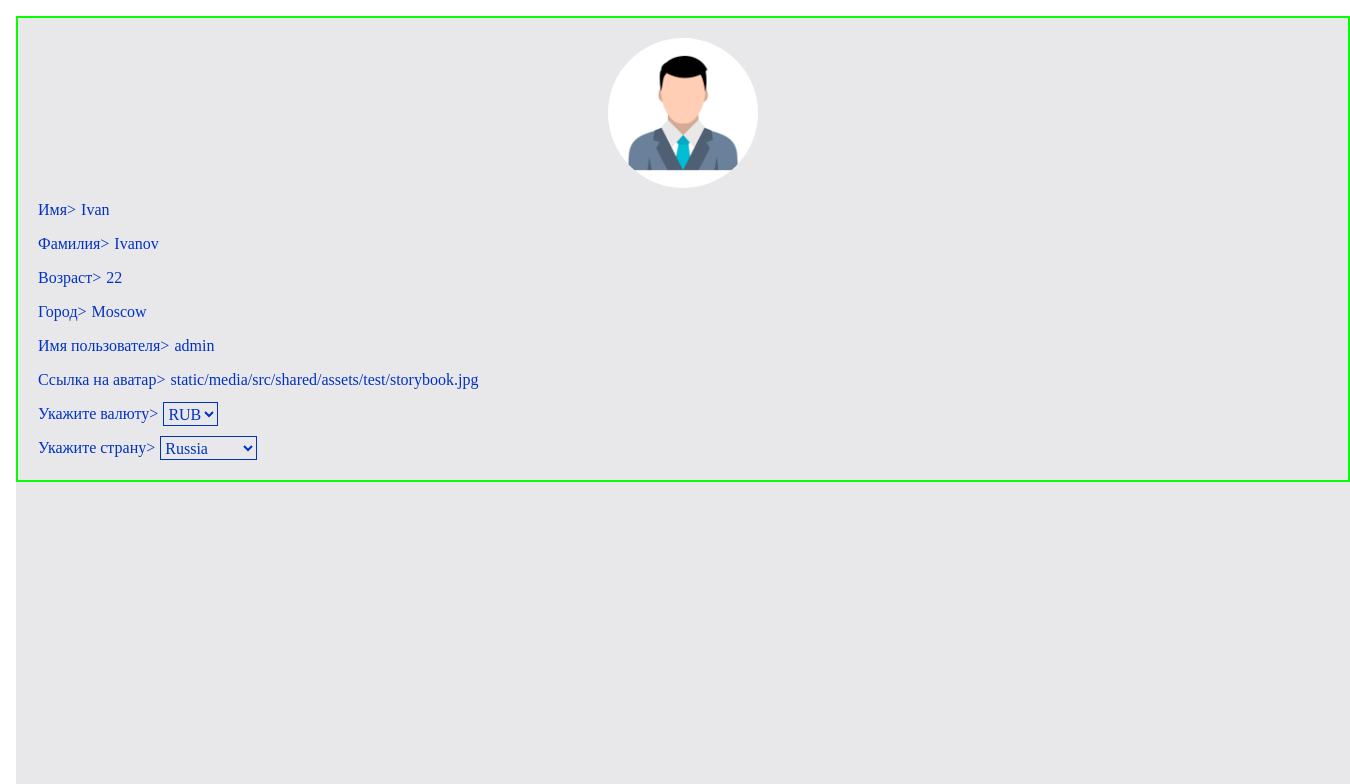 Имя> Ivan
Фамилия> Ivanov
Возраст> 22
Город> Moscow
Имя пользователя> admin
Ссылка на аватар> static/media/src/shared/assets/test/storybook.jpg
Укажите валюту> RUB
Укажите страну> Russia